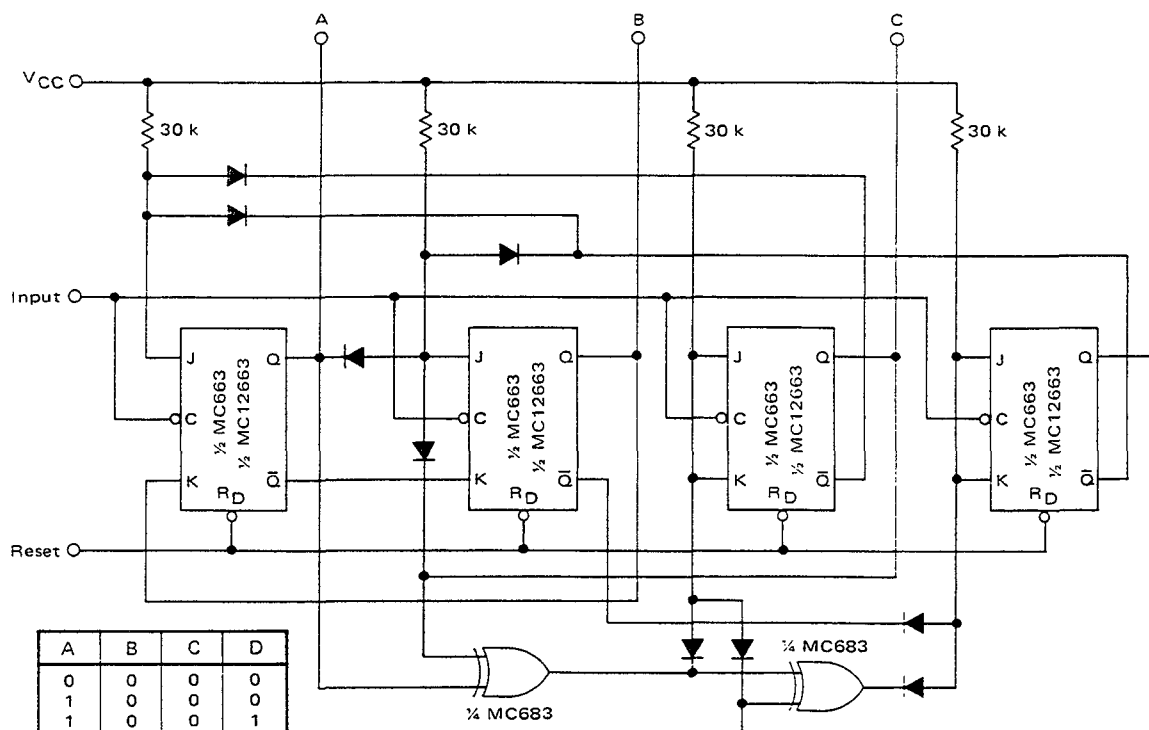 A B C
VCC
30 k 30 k 30 k 30 k
Input
J Q J Q J Q J Q
½ MC663 ½ MC663 ½ MC663 ½ MC663
½ MC12663 ½ MC12663 ½ MC12663 ½ MC12663
C C C C
K Q̅ K Q̅ K Q̅ K Q̅
RD RD RD RD
Reset
A B C D
0 0 0 0
1 0 0 0
1 0 0 1
¼ MC683
¼ MC683